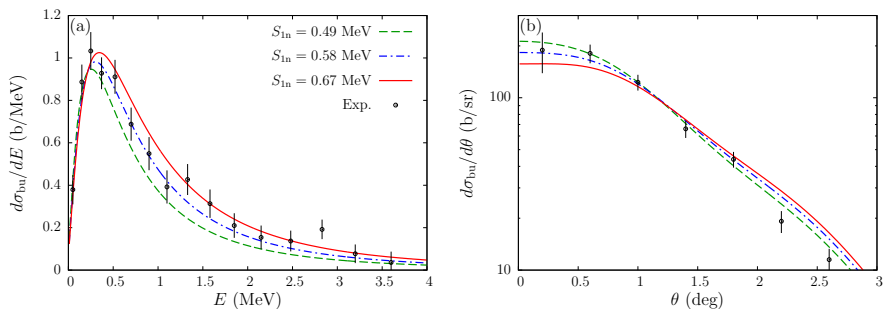 (a)
S1n = 0.49 MeV
S1n = 0.58 MeV
S1n = 0.67 MeV
Exp.
dσbu/dE (b/MeV)
1.2
1
0.8
0.6
0.4
0.2
0
0 0.5 1 1.5 2 2.5 3 3.5 4
E (MeV)
(b)
dσbu/dθ (b/sr)
100
10
0 0.5 1 1.5 2 2.5 3
θ (deg)